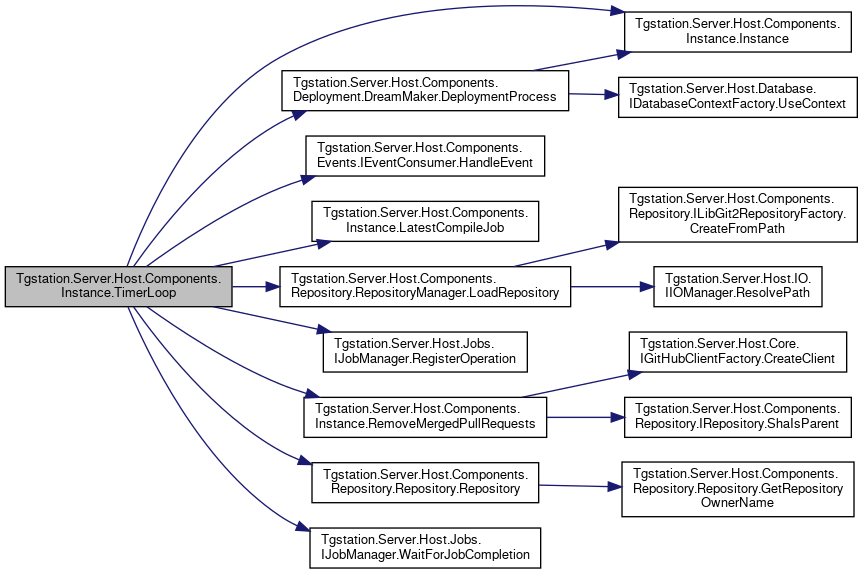 Tgstation.Server.Host.Components.
Instance.TimerLoop
Tgstation.Server.Host.Components.
Instance.Instance
Tgstation.Server.Host.Components.
Deployment.DreamMaker.DeploymentProcess
Tgstation.Server.Host.Database.
IDatabaseContextFactory.UseContext
Tgstation.Server.Host.Components.
Events.IEventConsumer.HandleEvent
Tgstation.Server.Host.Components.
Instance.LatestCompileJob
Tgstation.Server.Host.Components.
Repository.RepositoryManager.LoadRepository
Tgstation.Server.Host.Components.
Repository.ILibGit2RepositoryFactory.
CreateFromPath
Tgstation.Server.Host.IO.
IIOManager.ResolvePath
Tgstation.Server.Host.Jobs.
IJobManager.RegisterOperation
Tgstation.Server.Host.Components.
Instance.RemoveMergedPullRequests
Tgstation.Server.Host.Core.
IGitHubClientFactory.CreateClient
Tgstation.Server.Host.Components.
Repository.IRepository.ShaIsParent
Tgstation.Server.Host.Components.
Repository.Repository.Repository
Tgstation.Server.Host.Components.
Repository.Repository.GetRepository
OwnerName
Tgstation.Server.Host.Jobs.
IJobManager.WaitForJobCompletion